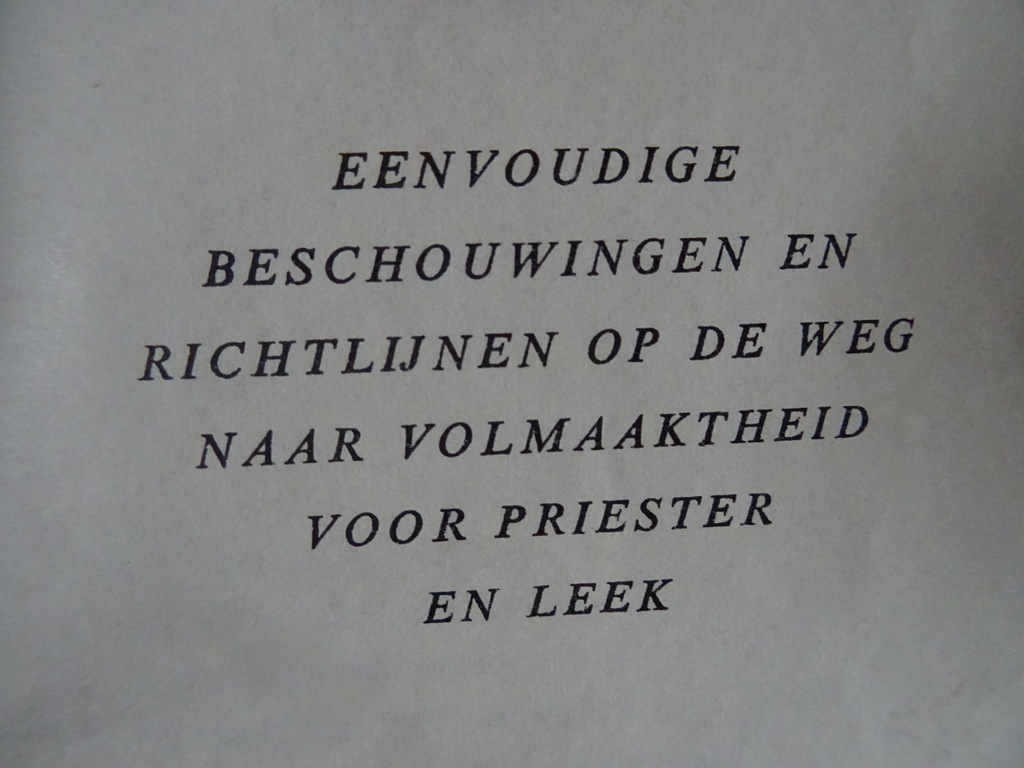 EENVOUDIGE
BESCHOUWINGEN EN
RICHTLIJNEN OP DE WEG
NAAR VOLMAAKTHEID
VOOR PRIESTER
EN LEEK